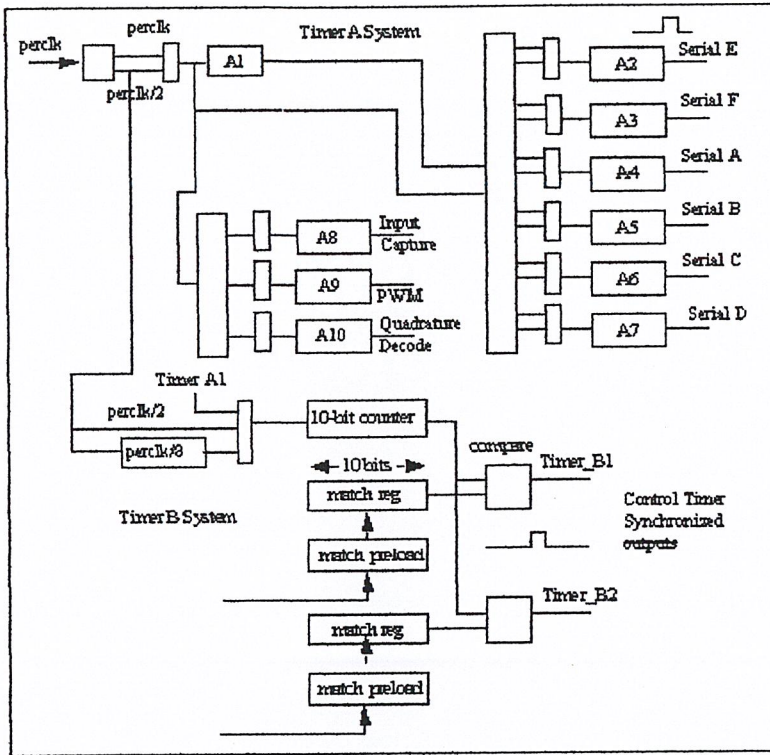 perclk
perclk
perclk/2
Timer A System
A1
A2
Serial E
A3
Serial F
A4
Serial A
A5
Serial B
A6
Serial C
A7
Serial D
A8
Input
Capture
A9
PWM
A10
Quadrature
Decode
Timer A1
perclk/2
perclk/8
10-bit counter
10 bits
compare
Timer_B1
match reg
Timer B System
Control Timer
Synchronized
outputs
match preload
Timer_B2
match reg
match preload